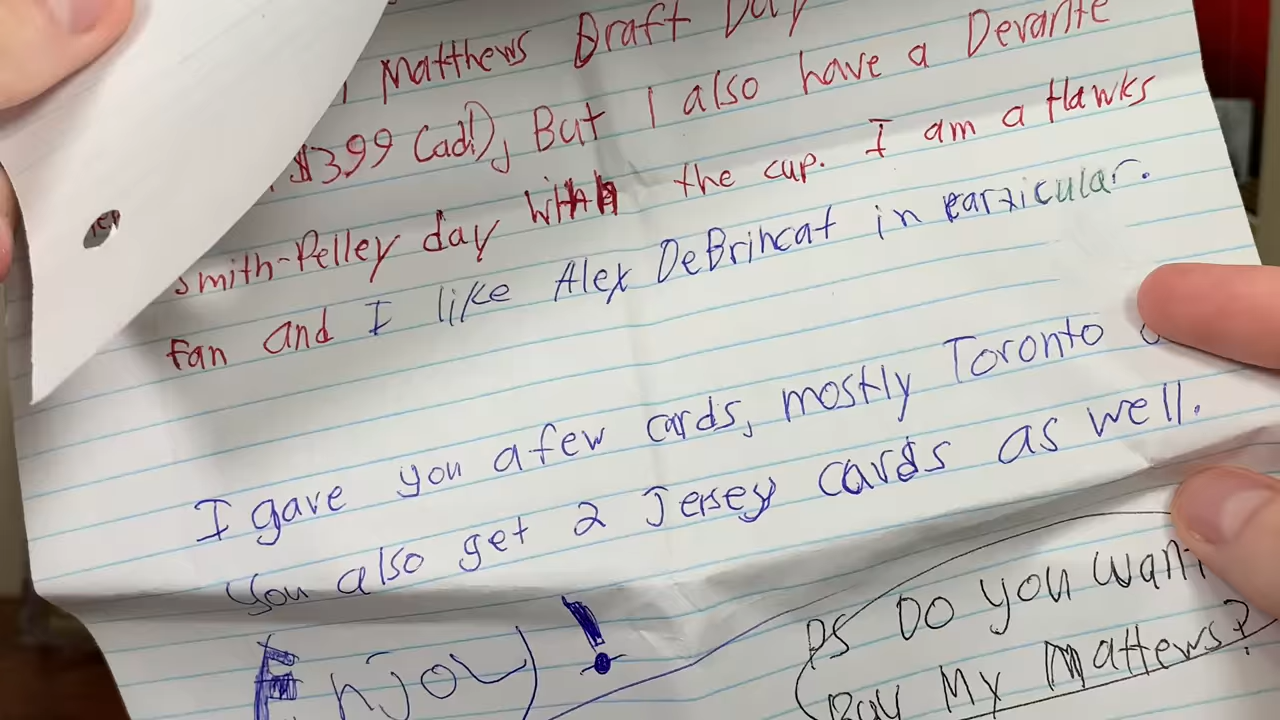 Matthews Draft Day
$399 Cad!), But I also have a Devante
Smith-Pelley day with the cup. I am a Hawks
fan and I like Alex DeBrincat in particular.
I gave you a few cards, mostly Toronto
You also get 2 Jersey cards as well.
Enjoy!
PS Do you want
Buy My Mattews?